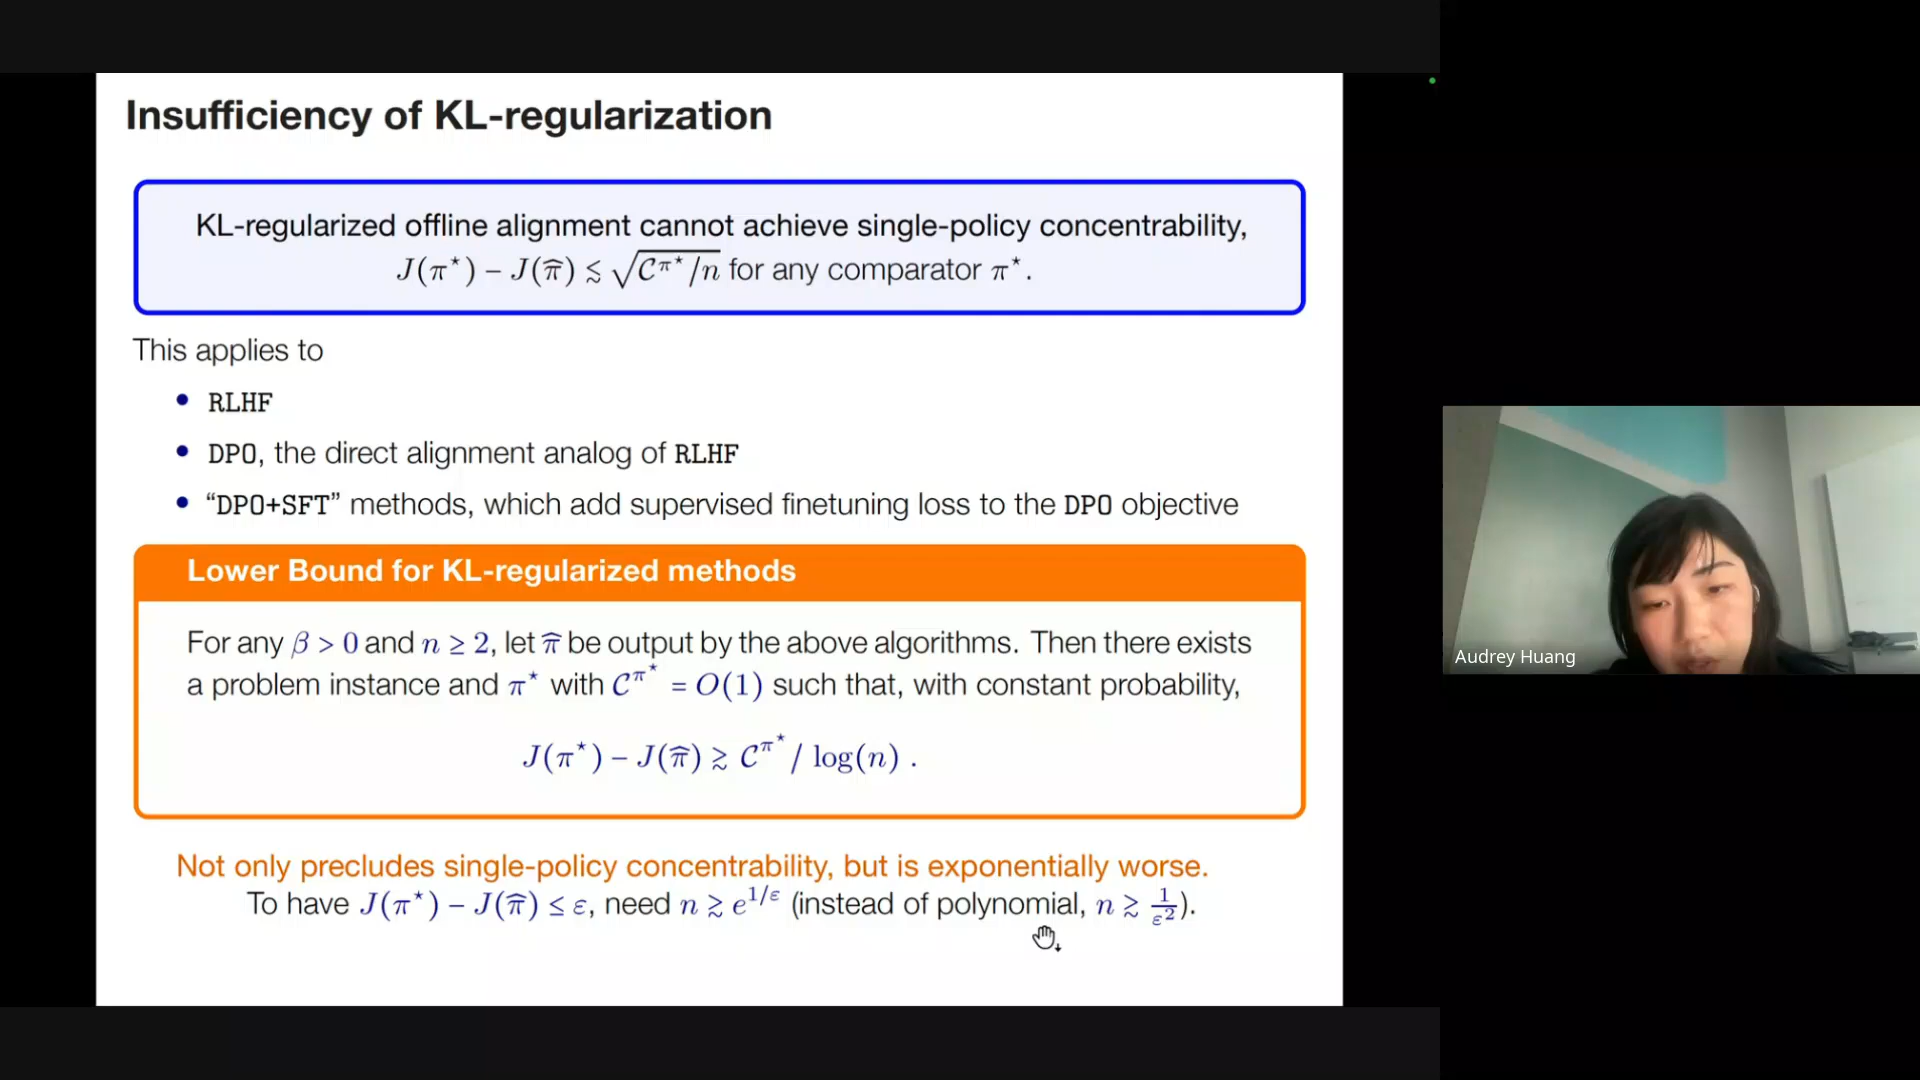 Insufficiency of KL-regularization
KL-regularized offline alignment cannot achieve single-policy concentrability,
J(π⋆) − J(π̂) ≲ √(𝒞^{π⋆}/n) for any comparator π⋆.
This applies to
• RLHF
• DPO, the direct alignment analog of RLHF
• “DPO+SFT” methods, which add supervised finetuning loss to the DPO objective
Lower Bound for KL-regularized methods
For any β > 0 and n ≥ 2, let π̂ be output by the above algorithms. Then there exists
a problem instance and π⋆ with 𝒞^{π⋆} = O(1) such that, with constant probability,
J(π⋆) − J(π̂) ≳ 𝒞^{π⋆} / log(n) .
Not only precludes single-policy concentrability, but is exponentially worse.
To have J(π⋆) − J(π̂) ≤ ε, need n ≳ e^{1/ε} (instead of polynomial, n ≳ 1/ε²).
Audrey Huang